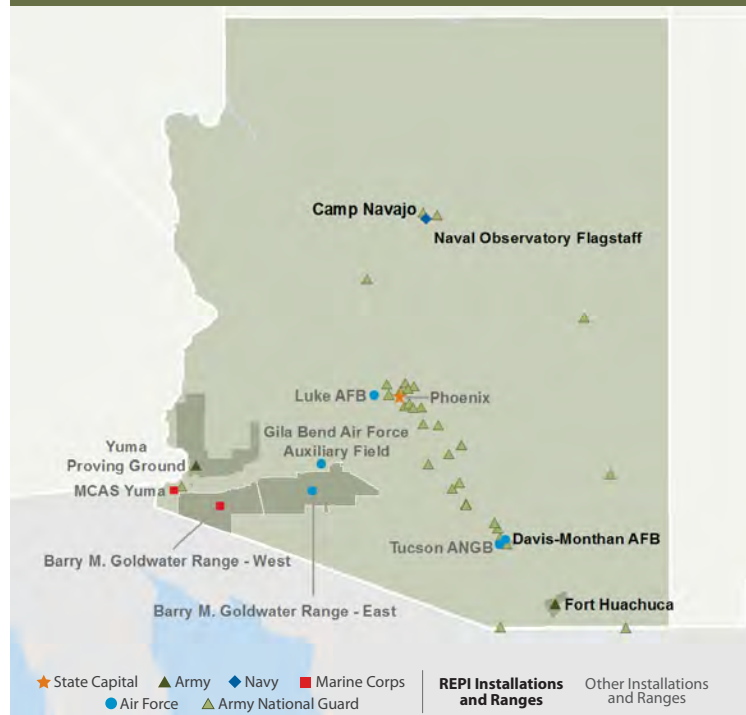 Camp Navajo
Naval Observatory Flagstaff
Luke AFB
Phoenix
Gila Bend Air Force
Auxiliary Field
Yuma
Proving Ground
MCAS Yuma
Barry M. Goldwater Range - West
Tucson ANGB
Davis-Monthan AFB
Barry M. Goldwater Range - East
Fort Huachuca
State Capital Army Navy Marine Corps
Air Force Army National Guard
REPI Installations
and Ranges
Other Installations
and Ranges